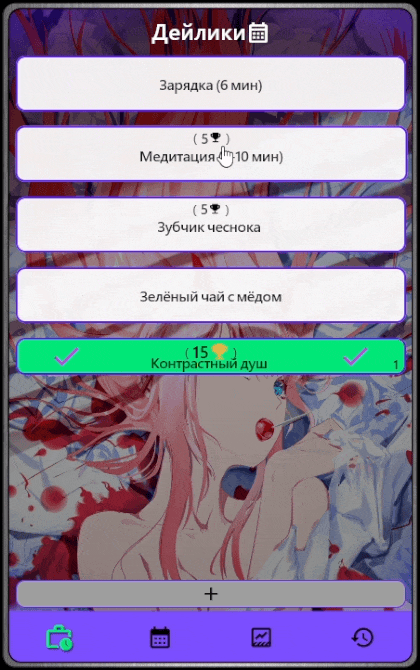 Дейлики
Зарядка (6 мин)
( 5 )
Медитация 10 мин)
( 5 )
Зубчик чеснока
Зелёный чай с мёдом
( 15 )
Контрастный душ
1
+